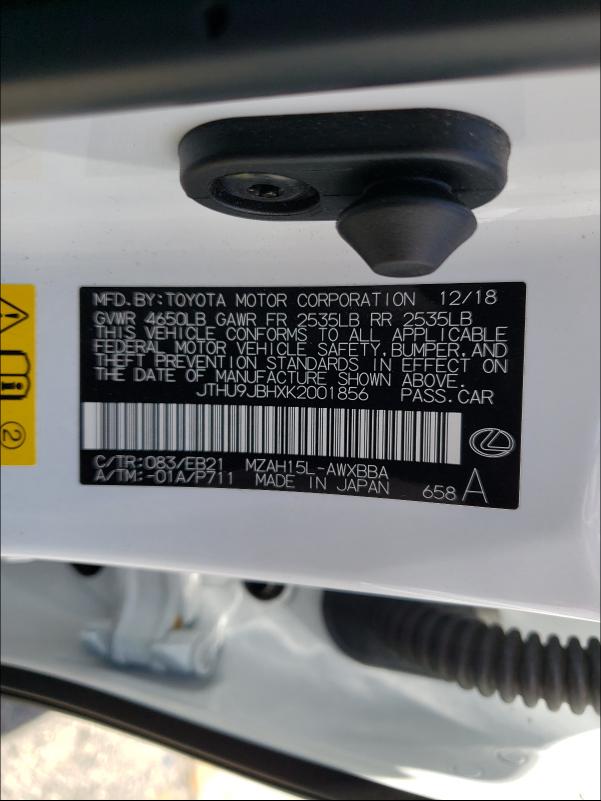 MFD.BY:TOYOTA MOTOR CORPORATION 12/18
GVWR 4650LB GAWR FR 2535LB RR 2535LB
THIS VEHICLE CONFORMS TO ALL APPLICABLE
FEDERAL MOTOR VEHICLE SAFETY,BUMPER,AND
THEFT PREVENTION STANDARDS IN EFFECT ON
THE DATE OF MANUFACTURE SHOWN ABOVE.
JTHU9JBHXK2001856 PASS.CAR
C/TR:083/EB21 MZAH15L-AWXBBA
A/TM:-01A/P711 MADE IN JAPAN 658 A
2